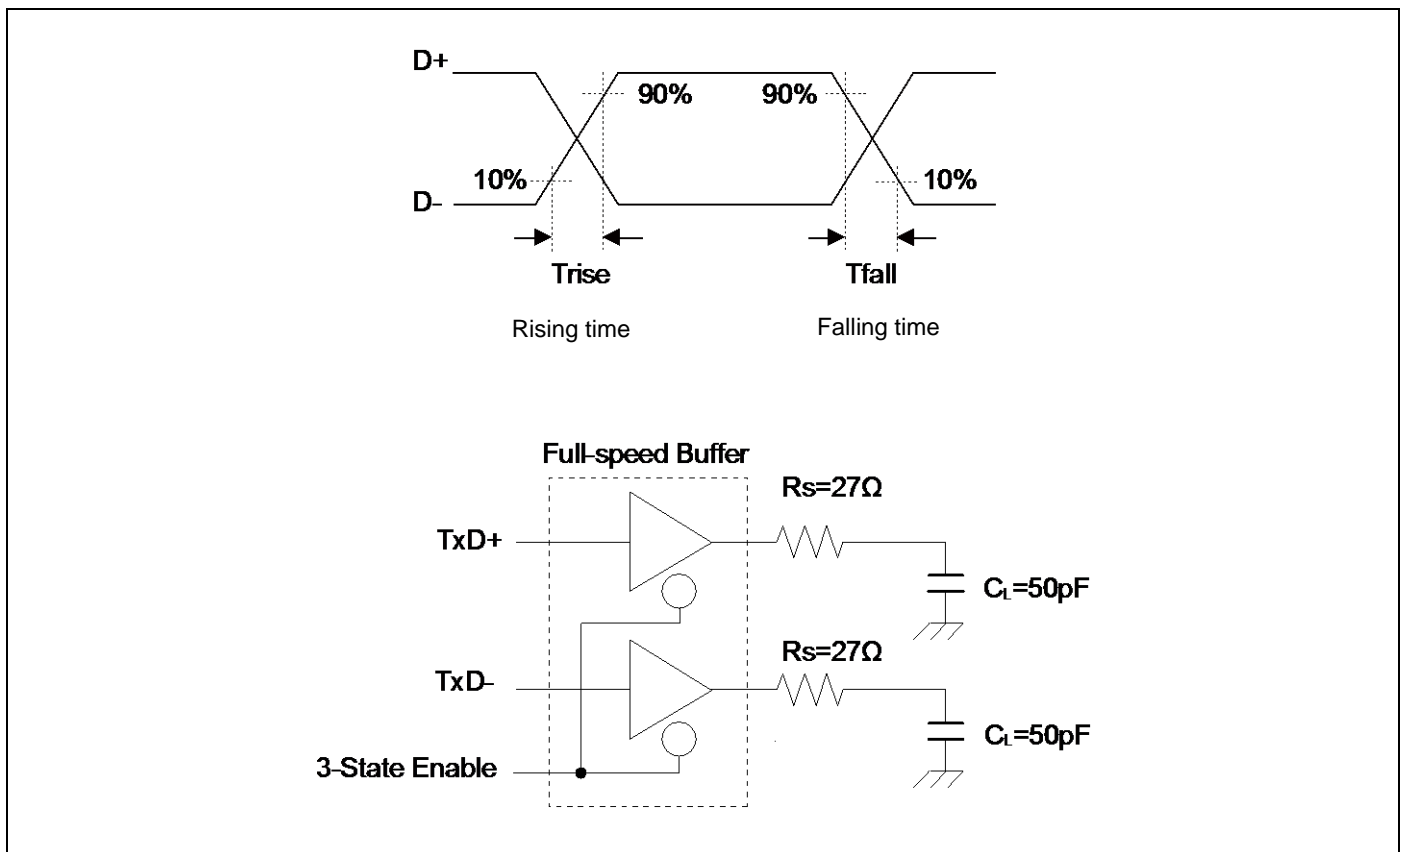 D+
90% 90%
10% 10%
D-
Trise Tfall
Rising time Falling time
Full-speed Buffer
Rs=27Ω
TxD+
CL=50pF
Rs=27Ω
TxD-
CL=50pF
3-State Enable